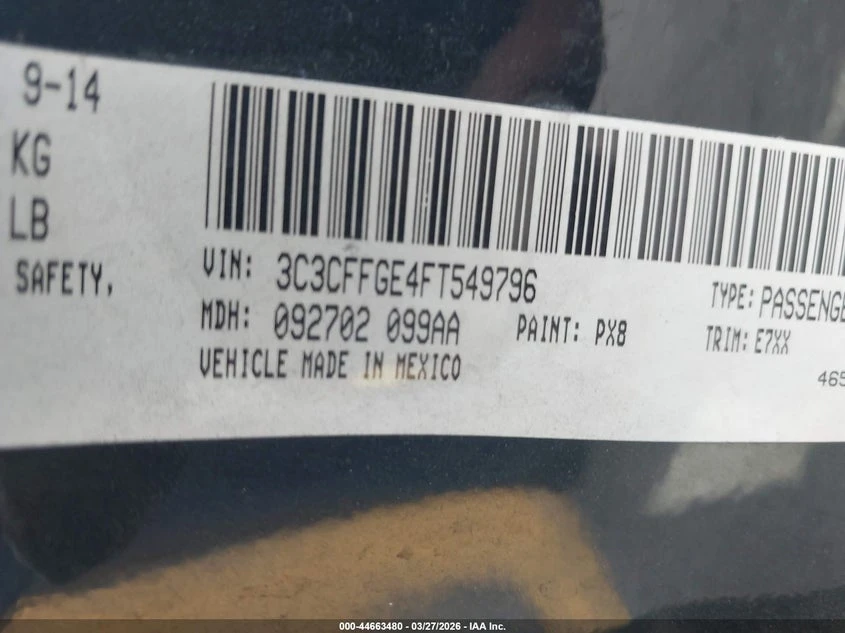 9-14
KG
LB
SAFETY,
VIN: 3C3CFFGE4FT549796
TYPE: PASSENGE
MDH: 092702 099AA
PAINT: PX8
TRIM: E7XX
VEHICLE MADE IN MEXICO
465
000-44663480 - 03/27/2026 - IAA Inc.